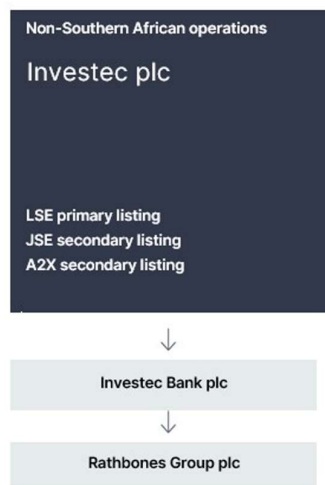 Non-Southern African operations
Investec plc
LSE primary listing
JSE secondary listing
A2X secondary listing
Investec Bank plc
Rathbones Group plc